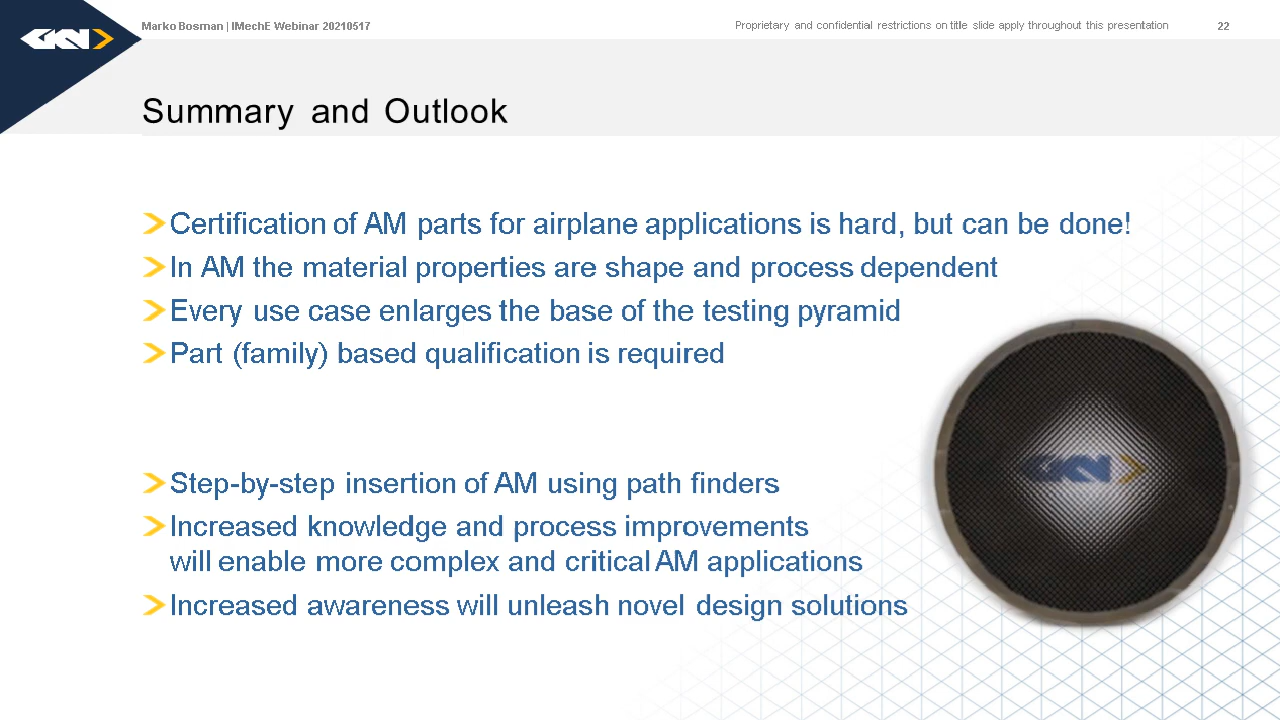 GKN
Marko Bosman | IMechE Webinar 20210517
Proprietary and confidential restrictions on title slide apply throughout this presentation
22
Summary and Outlook
Certification of AM parts for airplane applications is hard, but can be done!
In AM the material properties are shape and process dependent
Every use case enlarges the base of the testing pyramid
Part (family) based qualification is required
Step-by-step insertion of AM using path finders
Increased knowledge and process improvements
will enable more complex and critical AM applications
Increased awareness will unleash novel design solutions
GKN